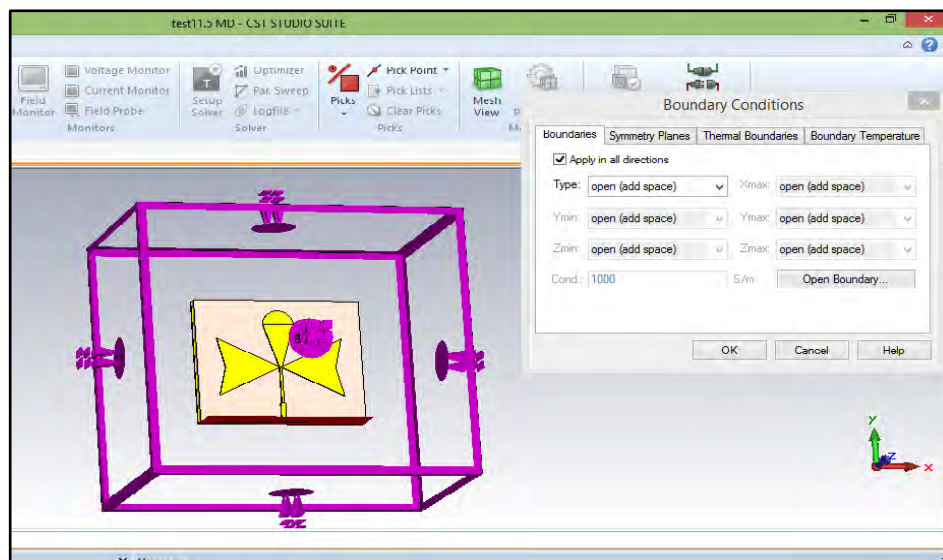 test11.5 MD - CST STUDIO SUITE
Voltage Monitor
Current Monitor
Field Probe
Field
Monitor
Monitors
Setup
Solver
Optimizer
Par. Sweep
Logfile
Solver
Picks
Pick Point
Pick Lists
Clear Picks
Picks
Mesh
View
Boundary Conditions
Boundaries Symmetry Planes Thermal Boundaries Boundary Temperature
Apply in all directions
Type: open (add space) Xmax: open (add space)
Ymin: open (add space) Ymax: open (add space)
Zmin: open (add space) Zmax: open (add space)
Cond.: 1000 S/m Open Boundary...
OK Cancel Help
Y
Z
X